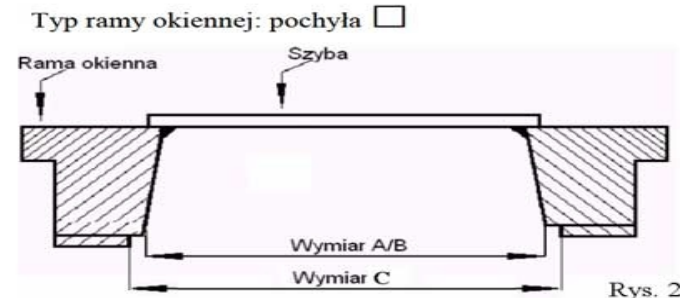 Typ ramy okiennej: pochyła
Rama okienna
Szyba
Wymiar A/B
Wymiar C
Rys. 2